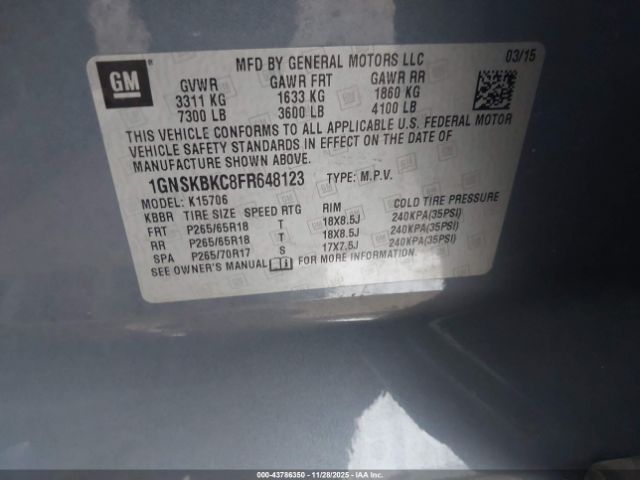 GM
MFD BY GENERAL MOTORS LLC 03/15
GVWR GAWR FRT GAWR RR
3311 KG 1633 KG 1860 KG
7300 LB 3600 LB 4100 LB
THIS VEHICLE CONFORMS TO ALL APPLICABLE U.S. FEDERAL MOTOR
VEHICLE SAFETY STANDARDS IN EFFECT ON THE DATE OF
MANUFACTURE SHOWN ABOVE.
1GNSKBKC8FR648123 TYPE: M.P.V.
MODEL: K15706
KBBR TIRE SIZE SPEED RTG RIM COLD TIRE PRESSURE
FRT P265/65R18 T 18X8.5J 240KPA(35PSI)
RR P265/65R18 T 18X8.5J 240KPA(35PSI)
SPA P265/70R17 S 17X7.5J 240KPA(35PSI)
SEE OWNER'S MANUAL FOR MORE INFORMATION.
000-43786350 - 11/28/2025 - IAAI.COM